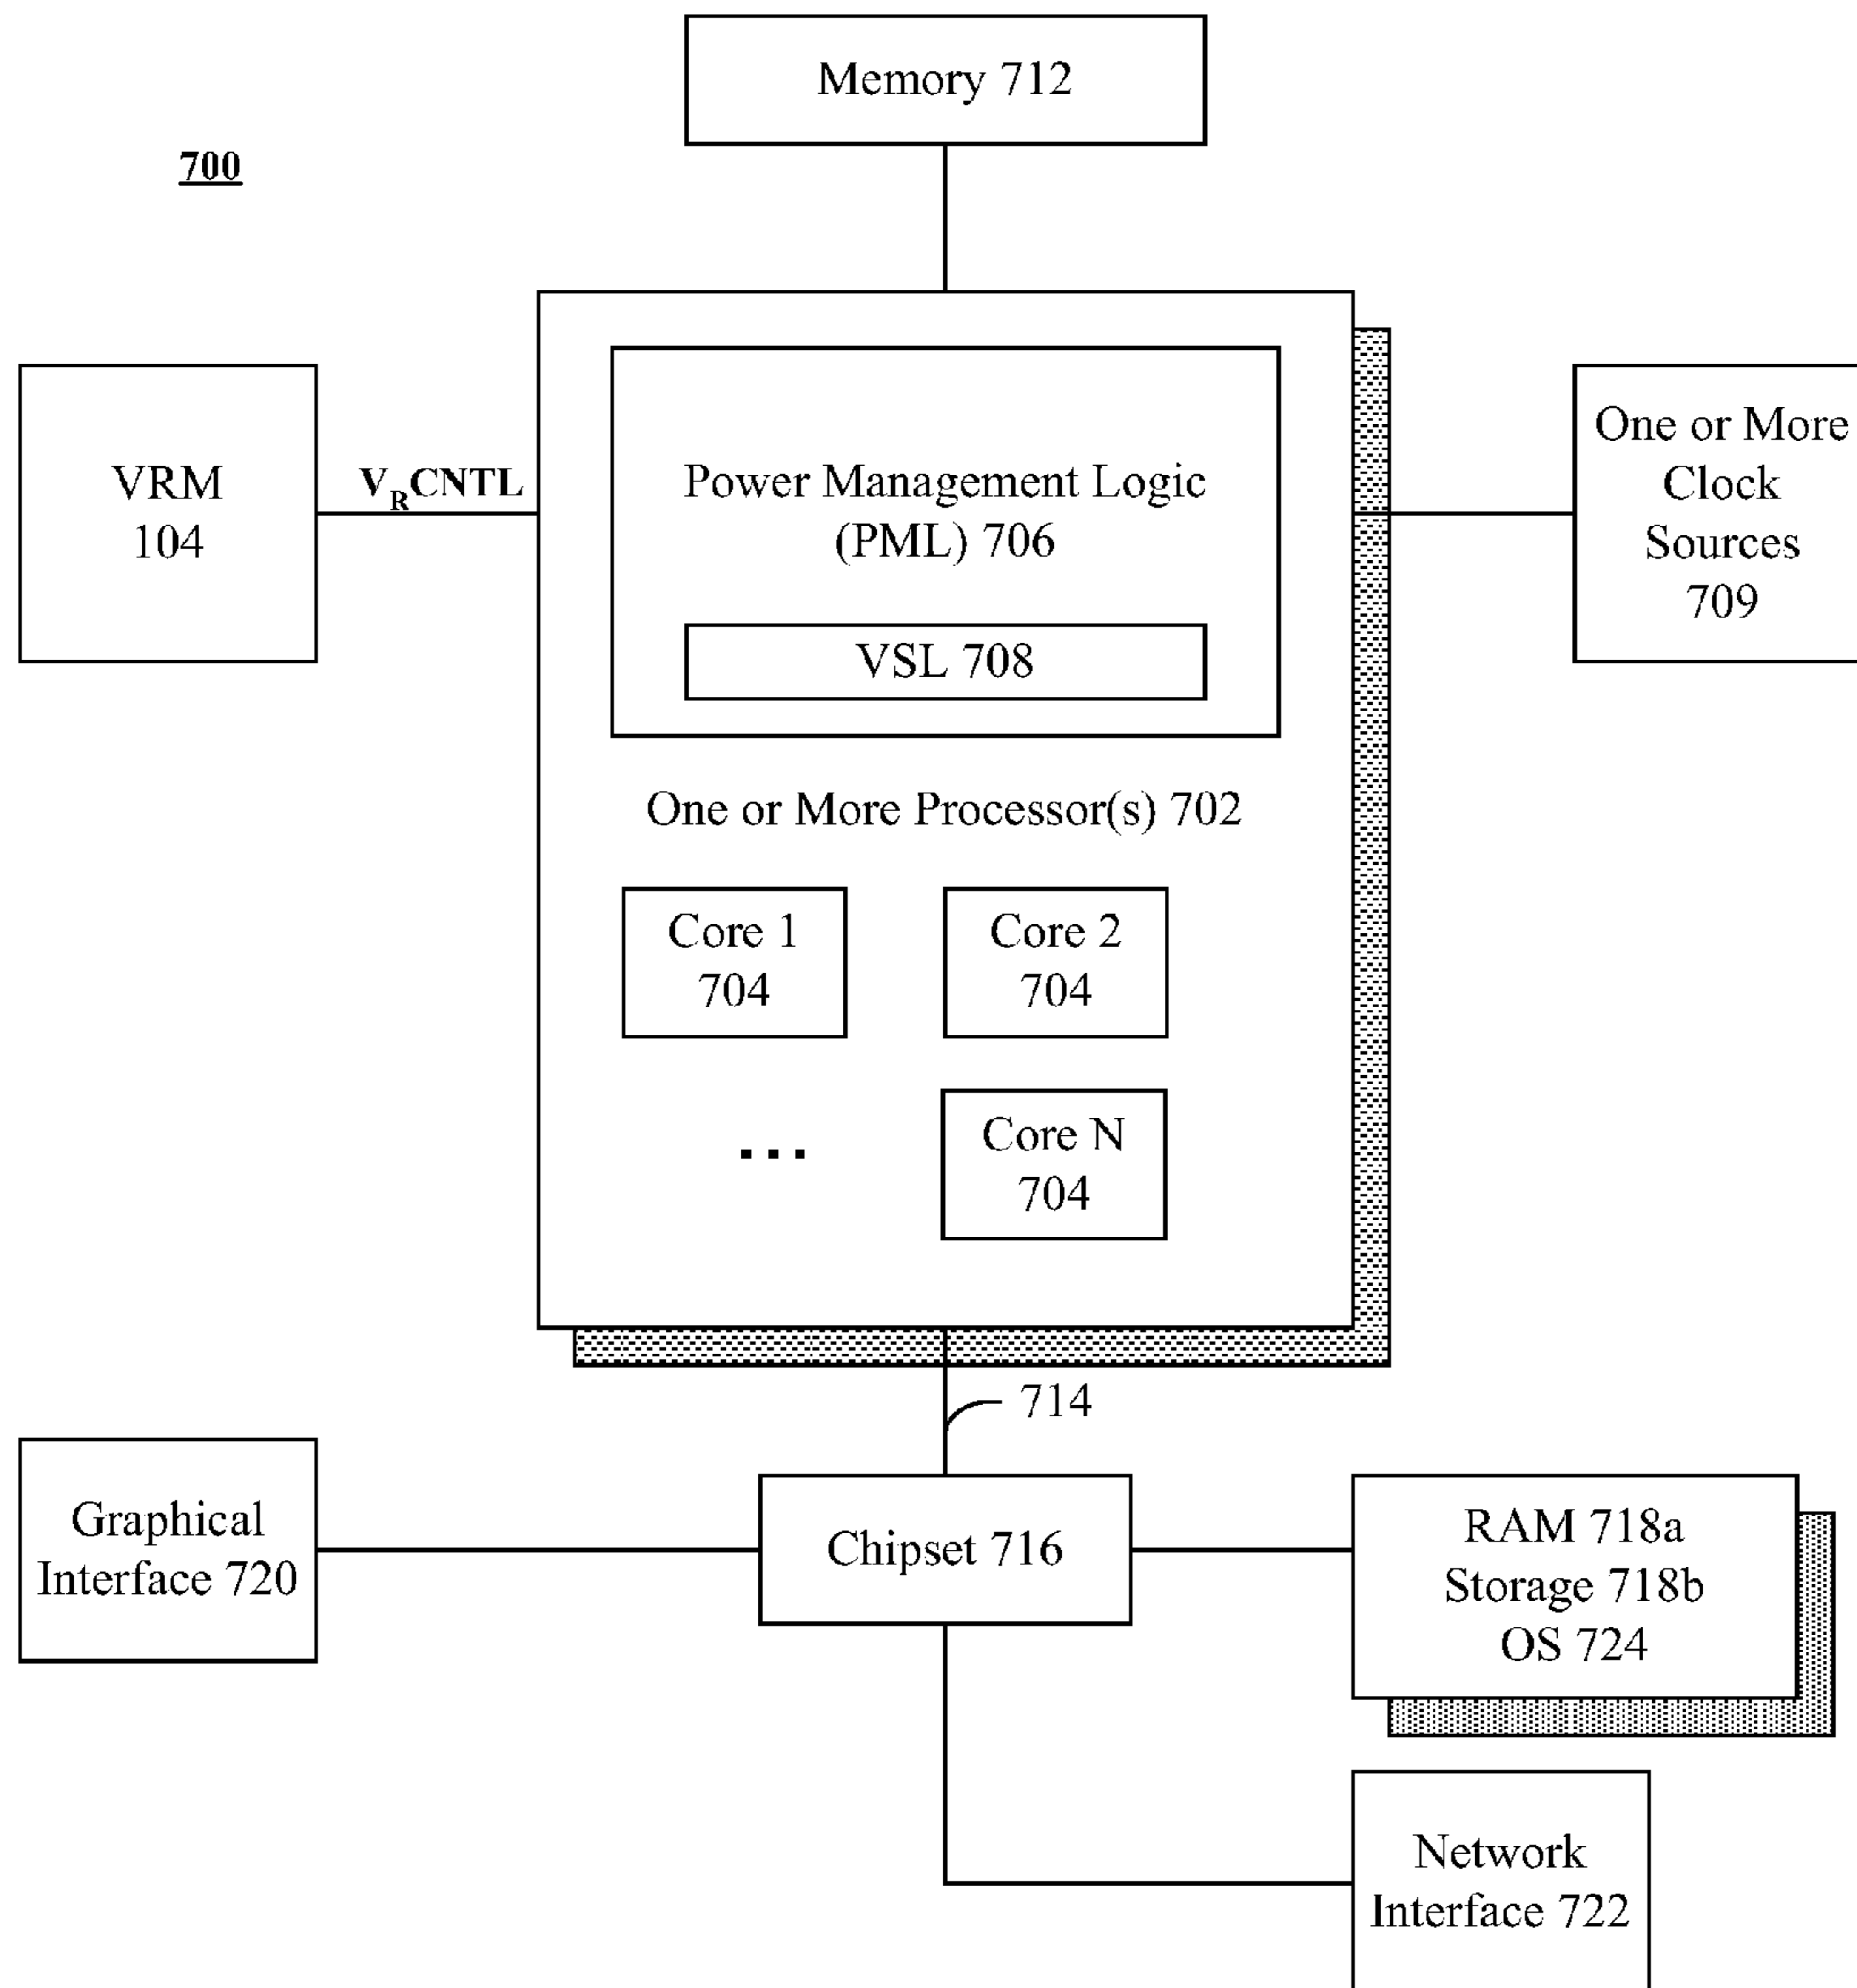 Memory 712
700
VRM
104
V_R CNTL
Power Management Logic
(PML) 706
VSL 708
One or More
Clock
Sources
709
One or More Processor(s) 702
Core 1
704
Core 2
704
...
Core N
704
714
Graphical
Interface 720
Chipset 716
RAM 718a
Storage 718b
OS 724
Network
Interface 722